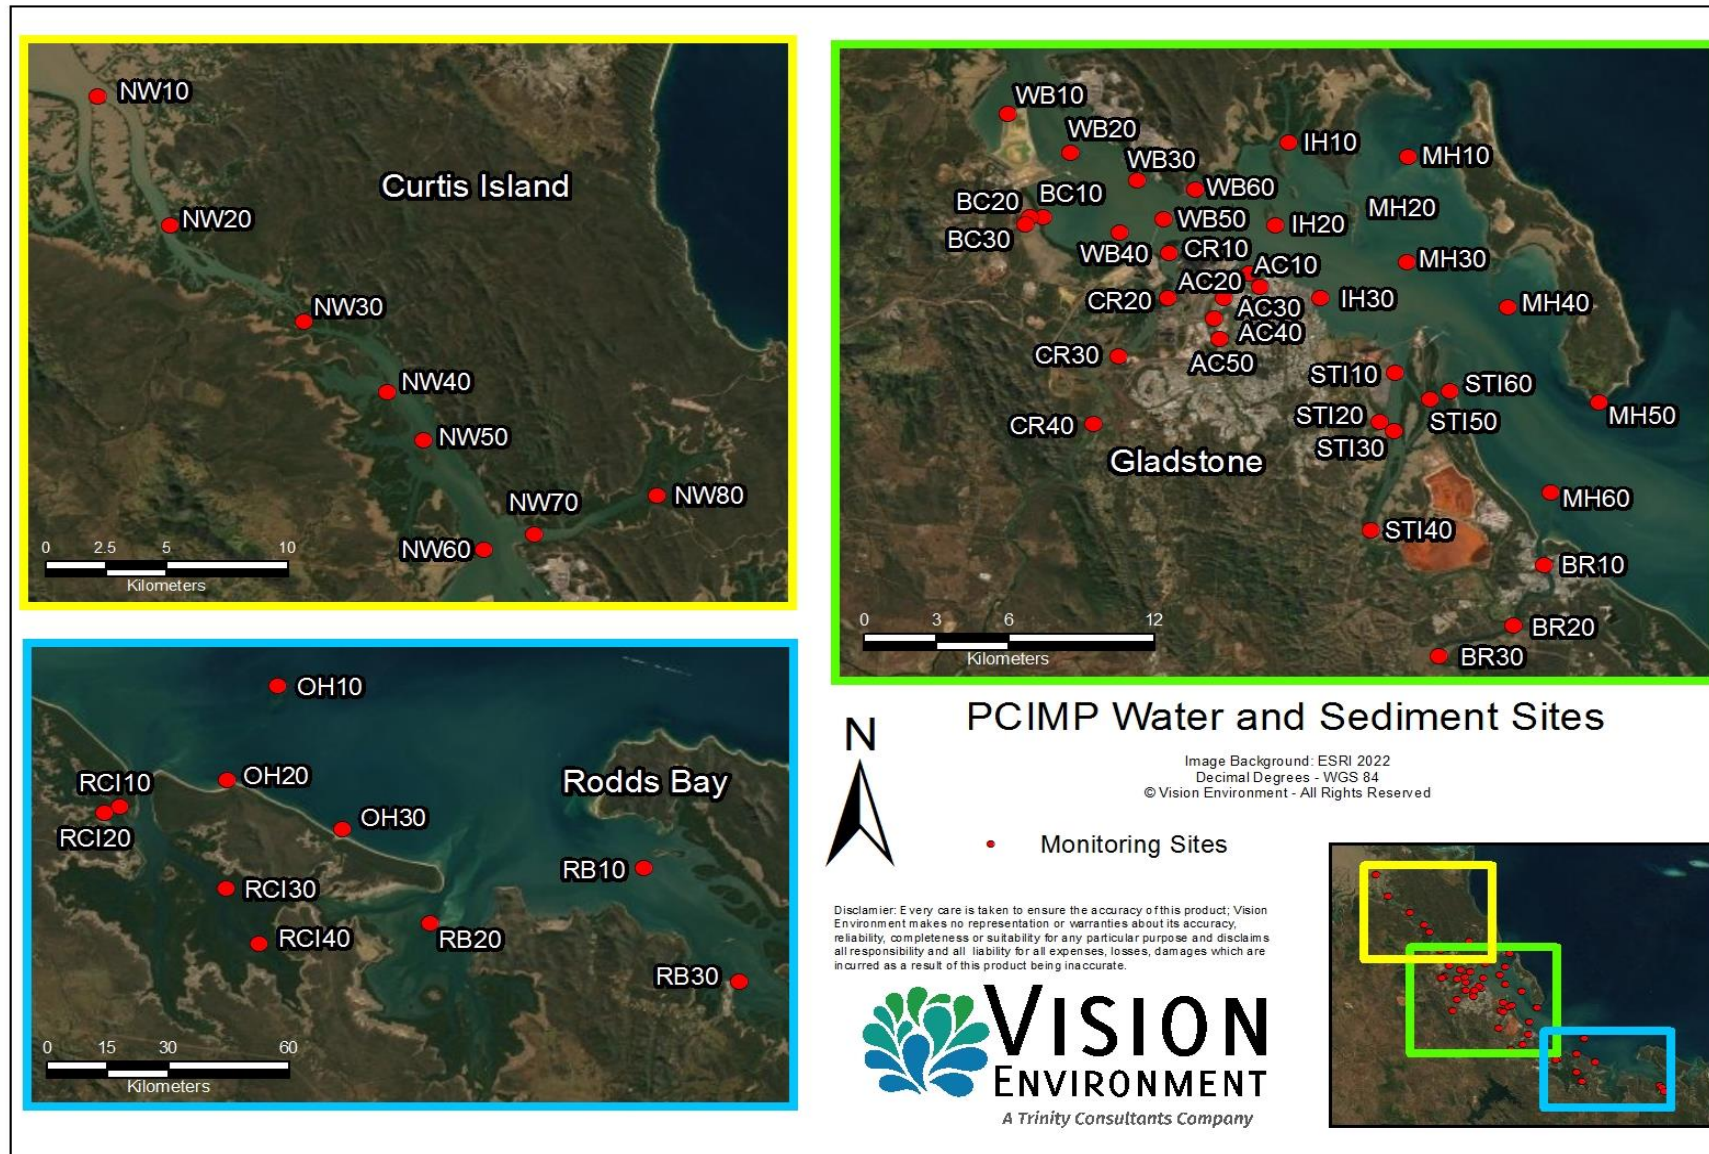 NW10
NW20
Curtis Island
NW30
NW40
NW50
NW80
NW70
NW60
0 2.5 5 10
Kilometers
WB10
WB20
WB30
IH10
MH10
WB60
BC10
BC20
MH20
WB50
IH20
BC30
WB40
CR10
AC10
MH30
AC20
CR20
IH30
AC30
MH40
AC40
CR30
AC50
STI10
STI60
MH50
STI20
STI50
CR40
STI30
Gladstone
MH60
STI40
BR10
BR20
BR30
0 3 6 12
Kilometers
OH10
OH20
RCI10
Rodds Bay
OH30
RCI20
RB10
RCI30
RCI40
RB20
RB30
0 15 30 60
Kilometers
N
PCIMP Water and Sediment Sites
Image Background: ESRI 2022
Decimal Degrees - WGS 84
© Vision Environment - All Rights Reserved
Monitoring Sites
Disclamier: Every care is taken to ensure the accuracy of this product; Vision
Environment makes no representation or warranties about its accuracy,
reliability, completeness or suitability for any particular purpose and disclaims
all responsibility and all liability for all expenses, losses, damages which are
incurred as a result of this product being inaccurate.
VISION
ENVIRONMENT
A Trinity Consultants Company